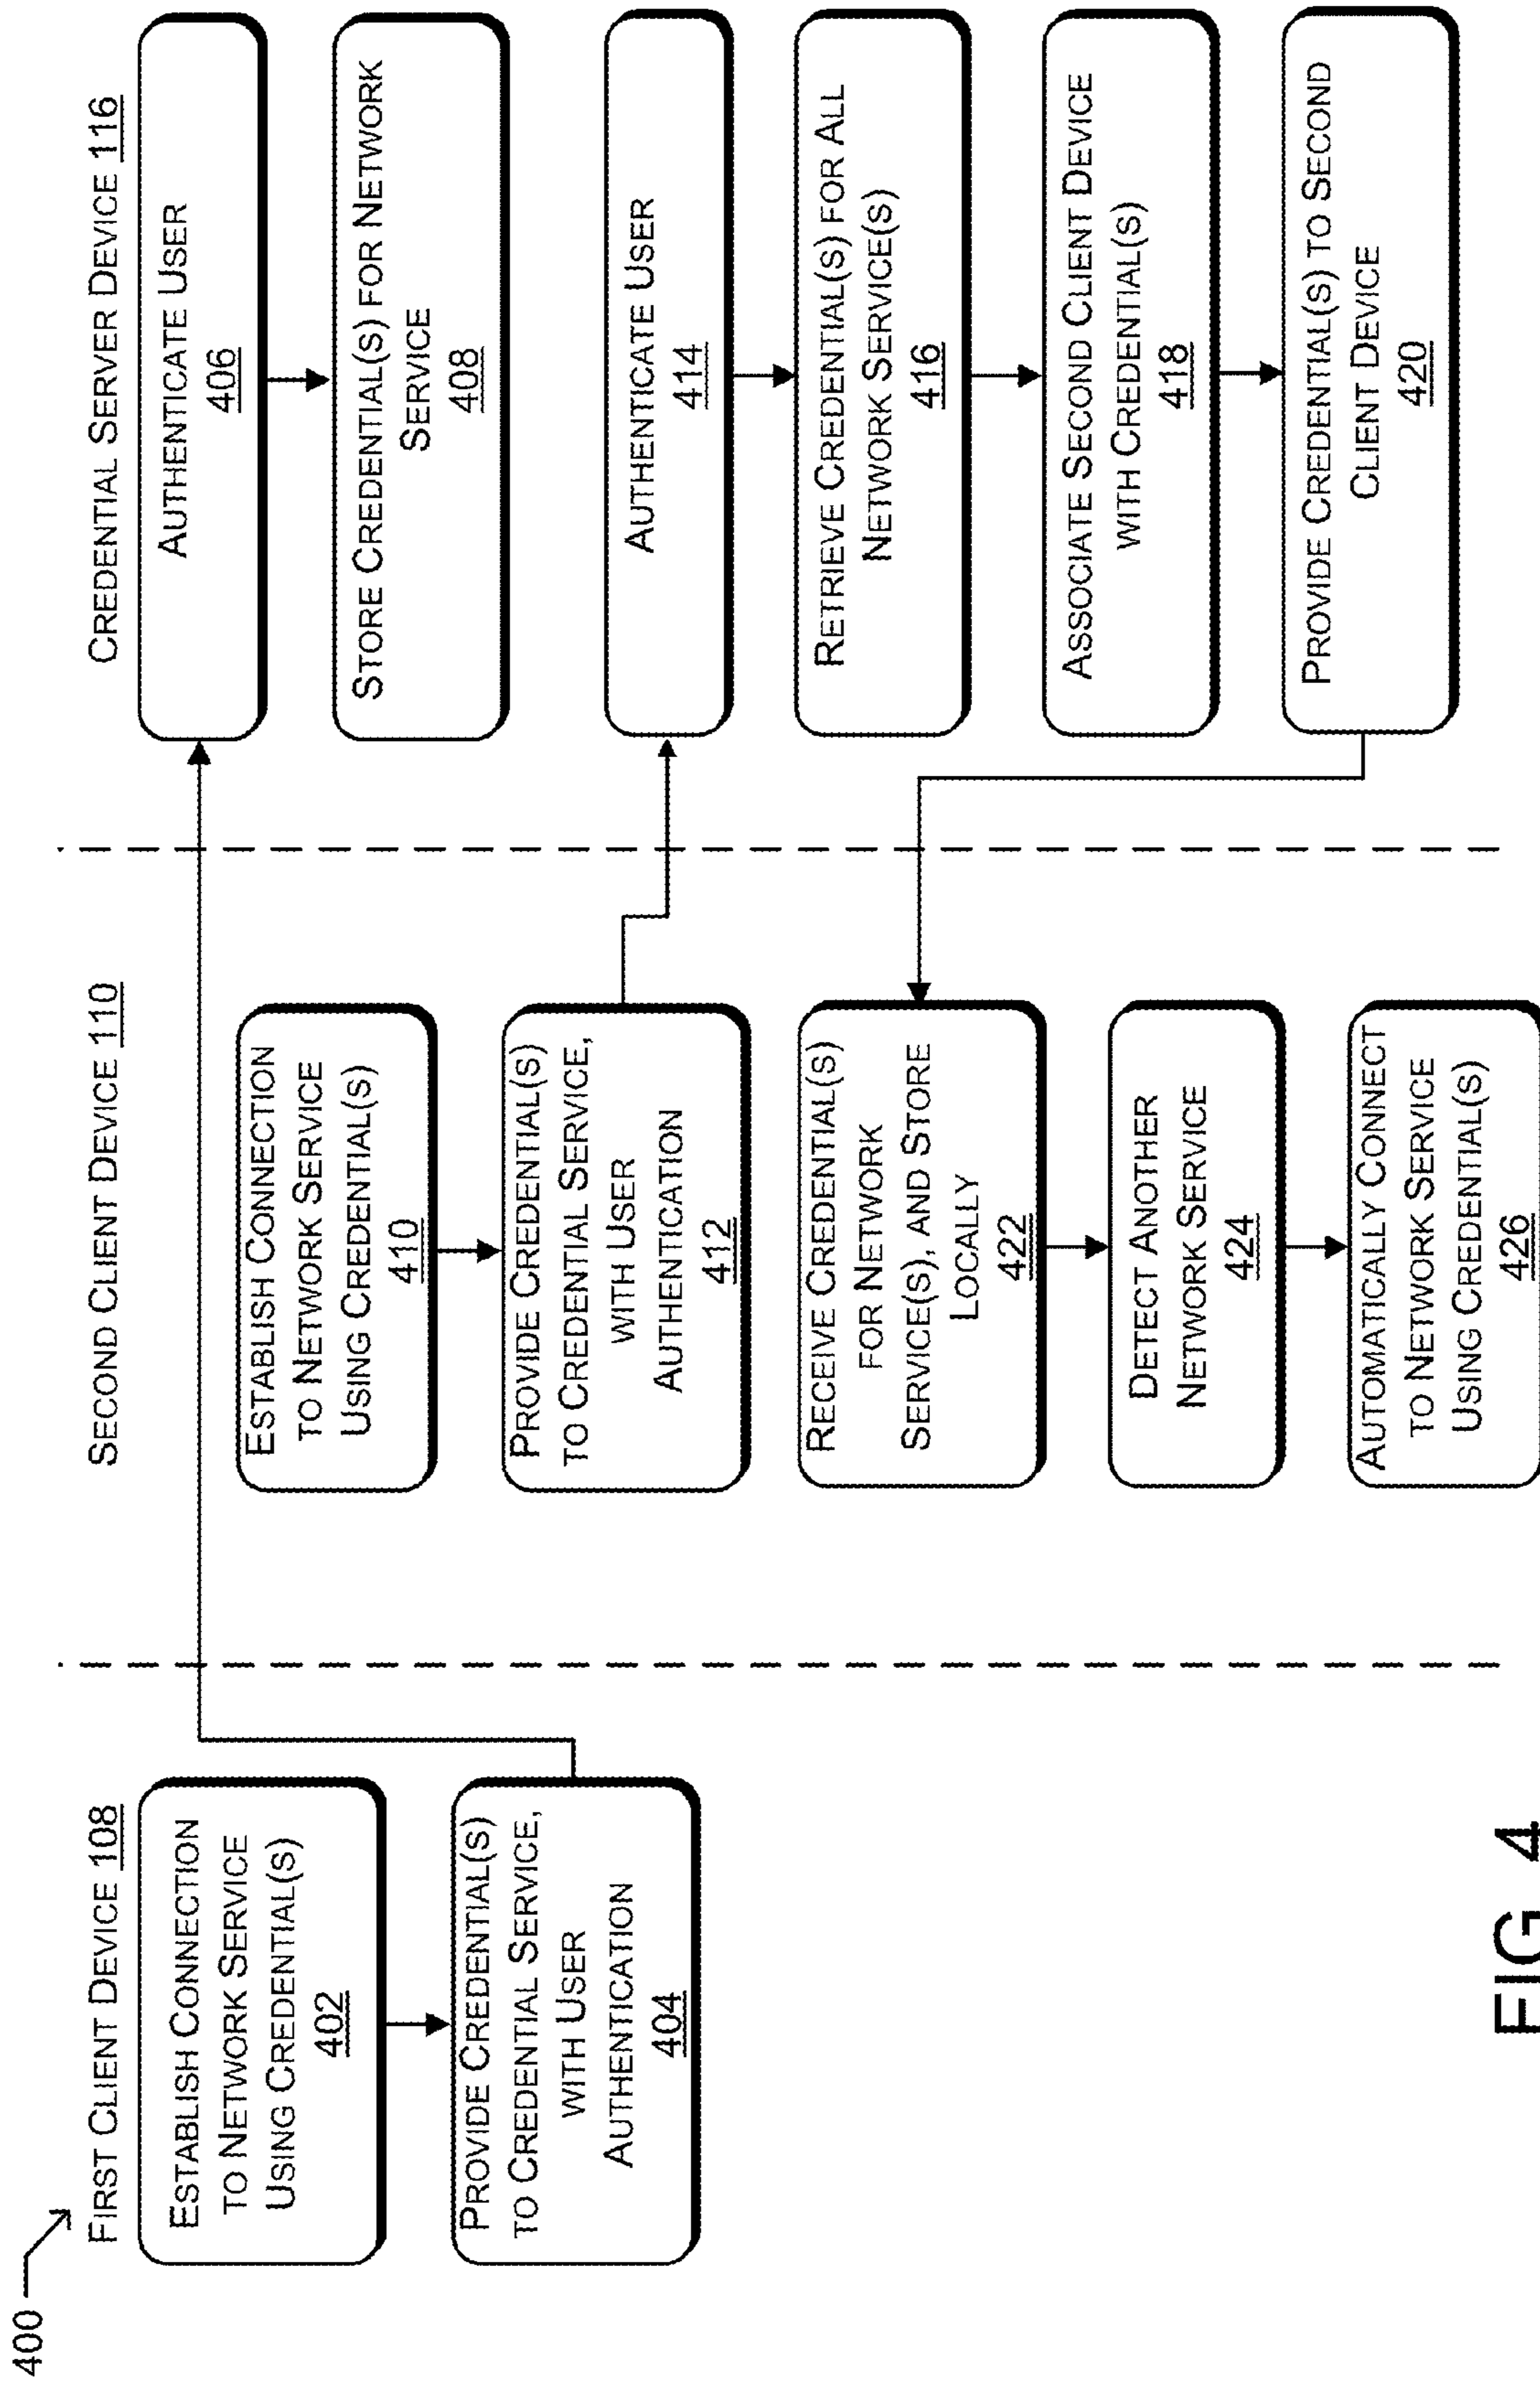 400
FIRST CLIENT DEVICE 108
ESTABLISH CONNECTION
TO NETWORK SERVICE
USING CREDENTIAL(S)
402
PROVIDE CREDENTIAL(S)
TO CREDENTIAL SERVICE,
WITH USER
AUTHENTICATION
404
SECOND CLIENT DEVICE 110
ESTABLISH CONNECTION
TO NETWORK SERVICE
USING CREDENTIAL(S)
410
PROVIDE CREDENTIAL(S)
TO CREDENTIAL SERVICE,
WITH USER
AUTHENTICATION
412
RECEIVE CREDENTIAL(S)
FOR NETWORK
SERVICE(S), AND STORE
LOCALLY
422
DETECT ANOTHER
NETWORK SERVICE
424
AUTOMATICALLY CONNECT
TO NETWORK SERVICE
USING CREDENTIAL(S)
426
CREDENTIAL SERVER DEVICE 116
AUTHENTICATE USER
406
STORE CREDENTIAL(S) FOR NETWORK
SERVICE
408
AUTHENTICATE USER
414
RETRIEVE CREDENTIAL(S) FOR ALL
NETWORK SERVICE(S)
416
ASSOCIATE SECOND CLIENT DEVICE
WITH CREDENTIAL(S)
418
PROVIDE CREDENTIAL(S) TO SECOND
CLIENT DEVICE
420
FIG. 4